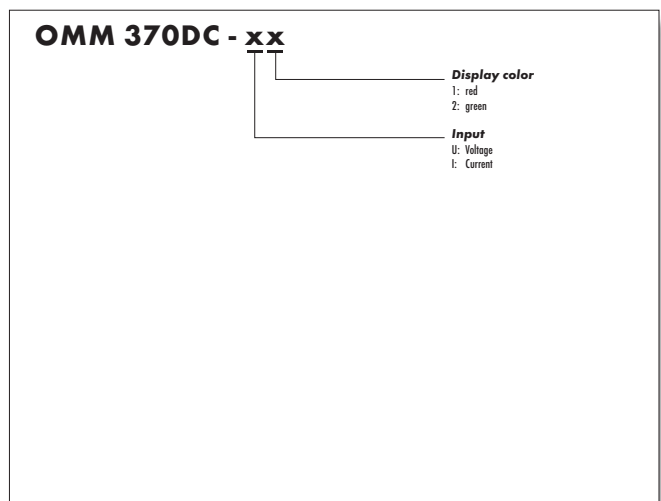 OMM 370DC - xx
Display color
1: red
2: green
Input
U: Voltage
I: Current